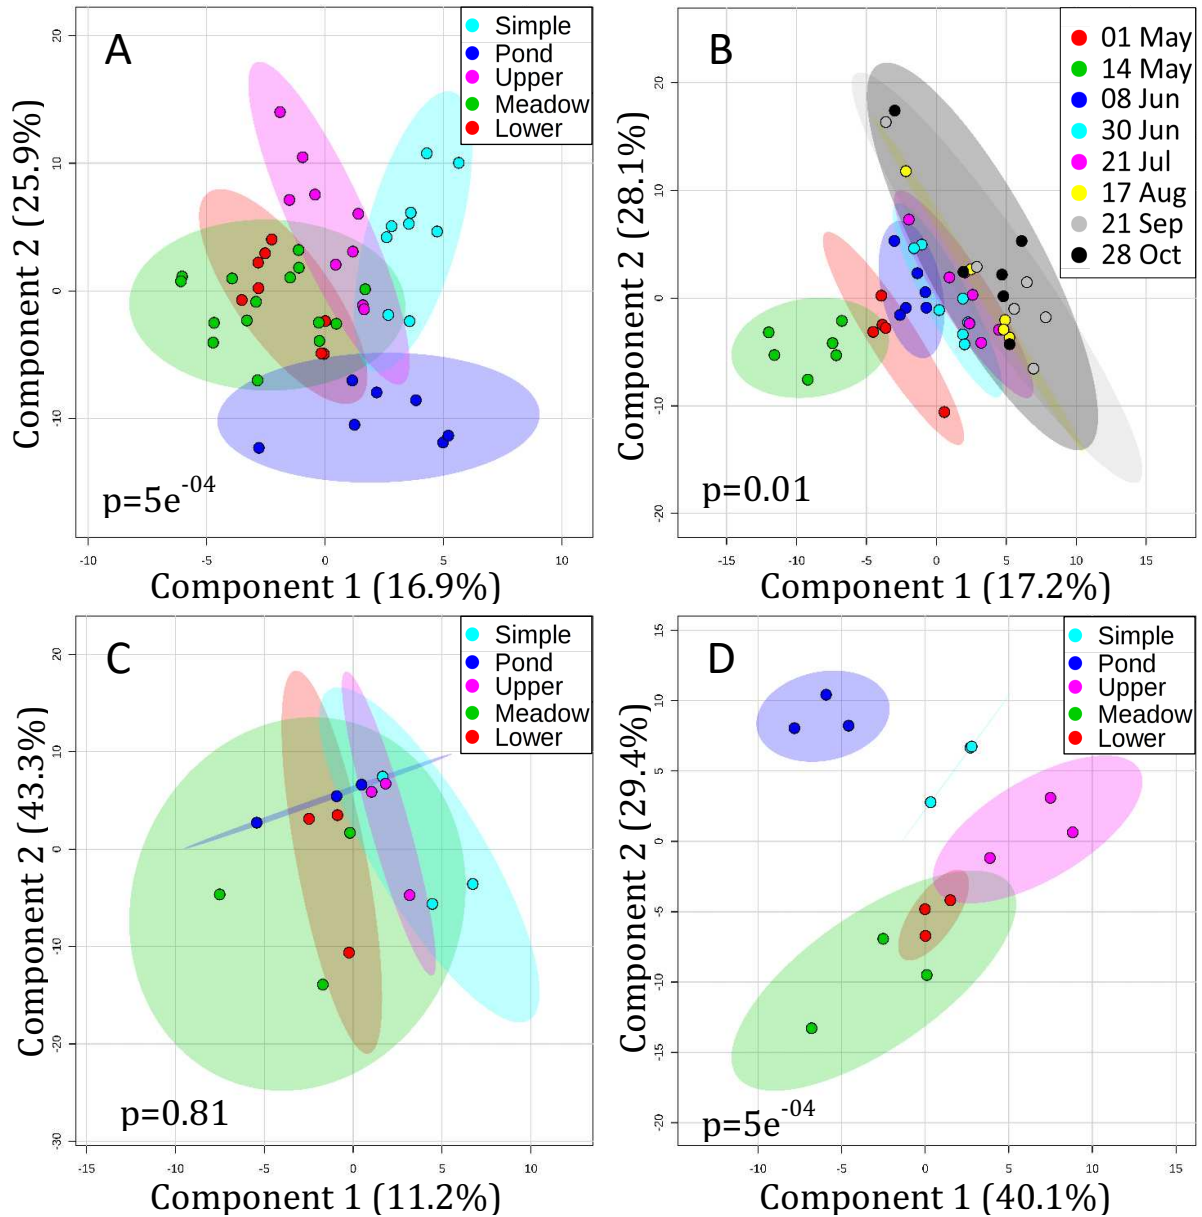 A
Simple
Pond
Upper
Meadow
Lower
20
10
0
-10
Component 2 (25.9%)
p=5e-04
-10 -5 0 5 10
Component 1 (16.9%)
B
01 May
14 May
08 Jun
30 Jun
21 Jul
17 Aug
21 Sep
28 Oct
20
10
0
-10
-20
Component 2 (28.1%)
p=0.01
-15 -10 -5 0 5 10 15
Component 1 (17.2%)
C
Simple
Pond
Upper
Meadow
Lower
20
10
0
-10
-20
-30
Component 2 (43.3%)
p=0.81
-15 -10 -5 0 5 10
Component 1 (11.2%)
D
Simple
Pond
Upper
Meadow
Lower
15
10
5
0
-5
-10
-15
-20
Component 2 (29.4%)
p=5e-04
-10 -5 0 5 10 15
Component 1 (40.1%)